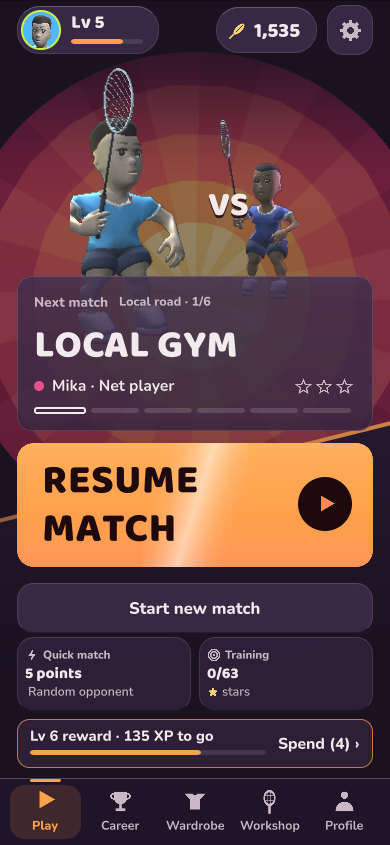 Lv 5
1,535
VS
Next match Local road · 1/6
LOCAL GYM
Mika · Net player
RESUME
MATCH
Start new match
Quick match
5 points
Random opponent
Training
0/63
stars
Lv 6 reward · 135 XP to go
Spend (4) ›
Play
Career
Wardrobe
Workshop
Profile